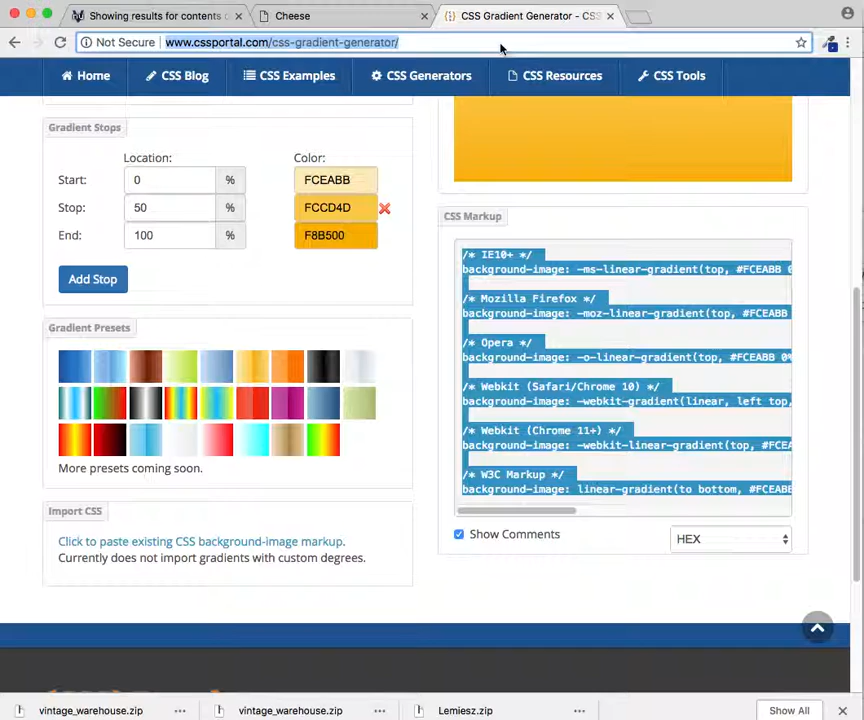 Showing results for contents o
Cheese
CSS Gradient Generator - CSS
Not Secure
www.cssportal.com/css-gradient-generator/
Home
CSS Blog
CSS Examples
CSS Generators
CSS Resources
CSS Tools
Gradient Stops
Location:
Color:
Start:
0
%
FCEABB
Stop:
50
%
FCCD4D
End:
100
%
F8B500
Add Stop
Gradient Presets
More presets coming soon.
Import CSS
Click to paste existing CSS background-image markup.
Currently does not import gradients with custom degrees.
CSS Markup
/* IE10+ */
background-image: -ms-linear-gradient(top, #FCEABB 0
/* Mozilla Firefox */
background-image: -moz-linear-gradient(top, #FCEABB
/* Opera */
background-image: -o-linear-gradient(top, #FCEABB 0%
/* Webkit (Safari/Chrome 10) */
background-image: -webkit-gradient(linear, left top,
/* Webkit (Chrome 11+) */
background-image: -webkit-linear-gradient(top, #FCEA
/* W3C Markup */
background-image: linear-gradient(to bottom, #FCEABB
Show Comments
HEX
vintage_warehouse.zip
vintage_warehouse.zip
Lemiesz.zip
Show All